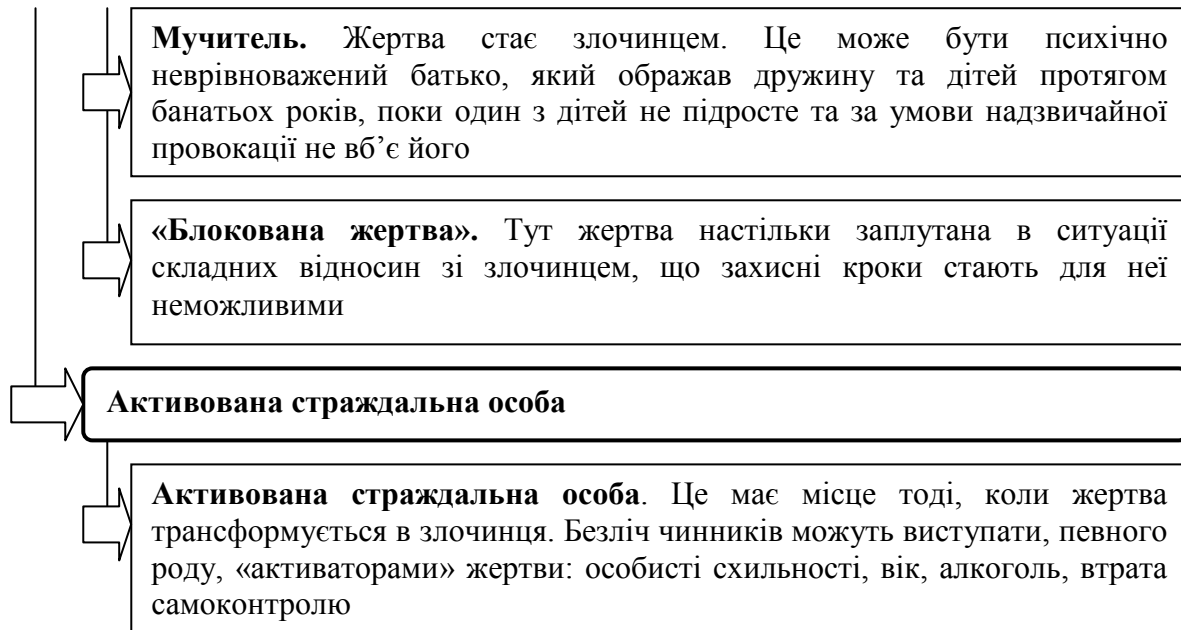 Мучитель. Жертва стає злочинцем. Це може бути психічно
неврівноважений батько, який ображав дружину та дітей протягом
банатьох років, поки один з дітей не підросте та за умови надзвичайної
провокації не вб’є його
«Блокована жертва». Тут жертва настільки заплутана в ситуації
складних відносин зі злочинцем, що захисні кроки стають для неї
неможливими
Активована страждальна особа
Активована страждальна особа. Це має місце тоді, коли жертва
трансформується в злочинця. Безліч чинників можуть виступати, певного
роду, «активаторами» жертви: особисті схильності, вік, алкоголь, втрата
самоконтролю